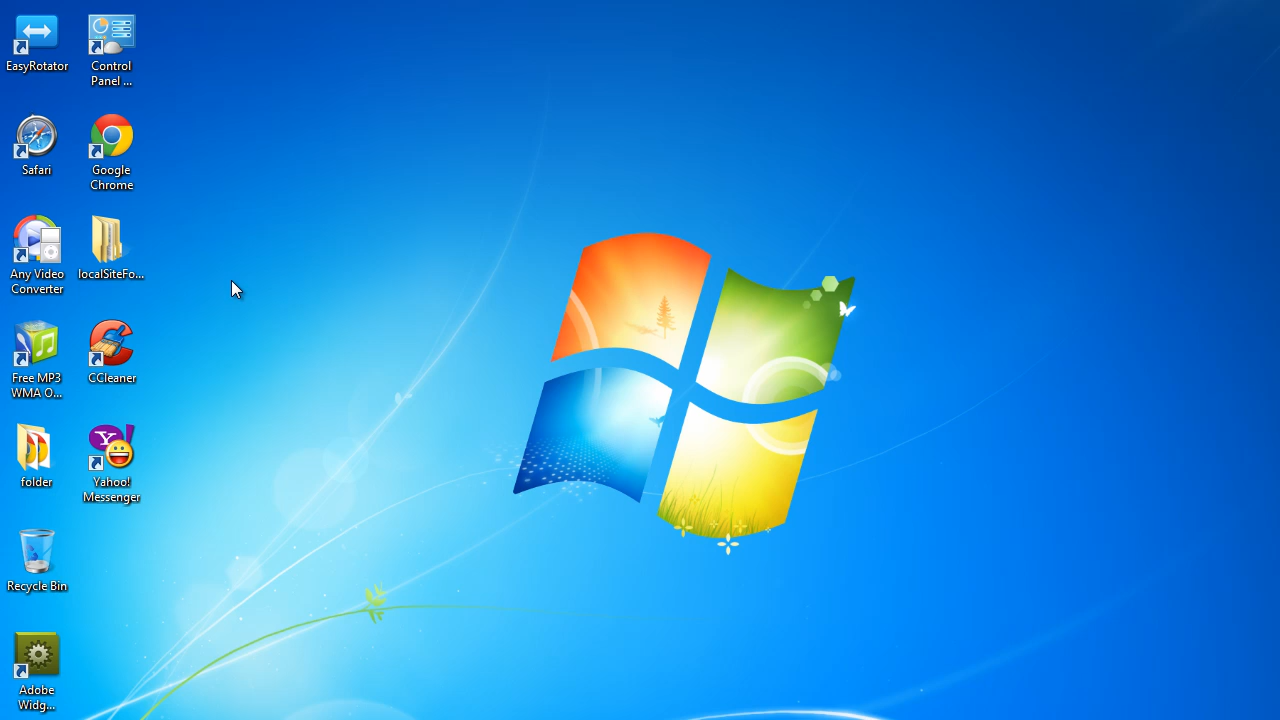 EasyRotator
Control
Panel ...
Safari
Google
Chrome
Any Video
Converter
localSiteFo...
Free MP3
WMA O...
CCleaner
folder
Yahoo!
Messenger
Recycle Bin
Adobe
Widg...